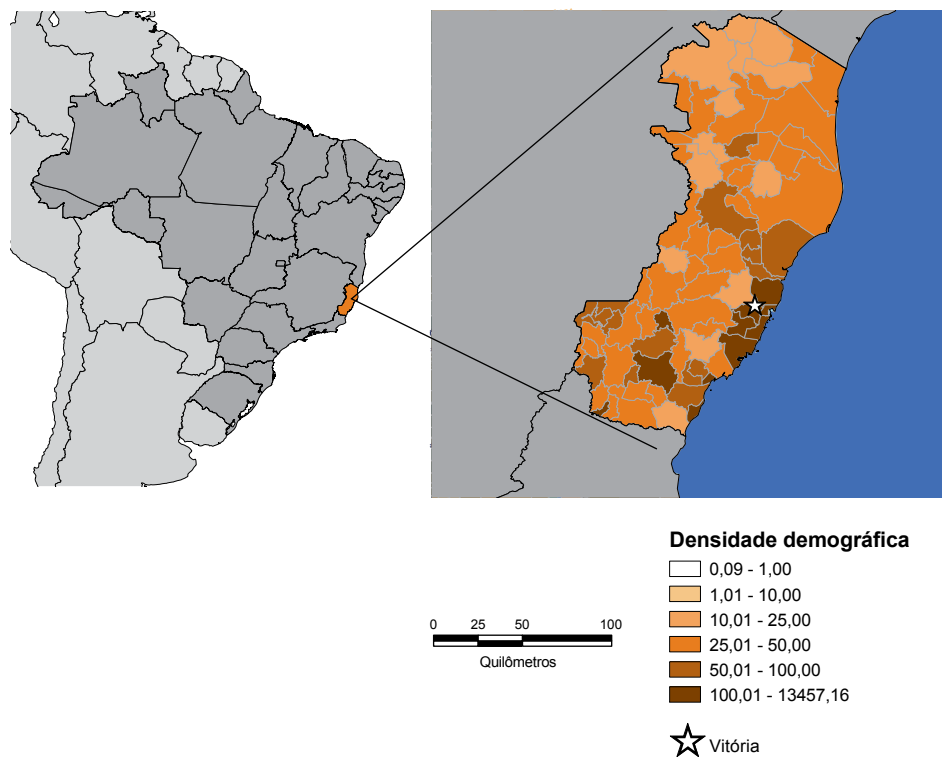 Densidade demográfica
0,09 - 1,00
1,01 - 10,00
10,01 - 25,00
25,01 - 50,00
50,01 - 100,00
100,01 - 13457,16
Vitória
0 25 50 100
Quilômetros